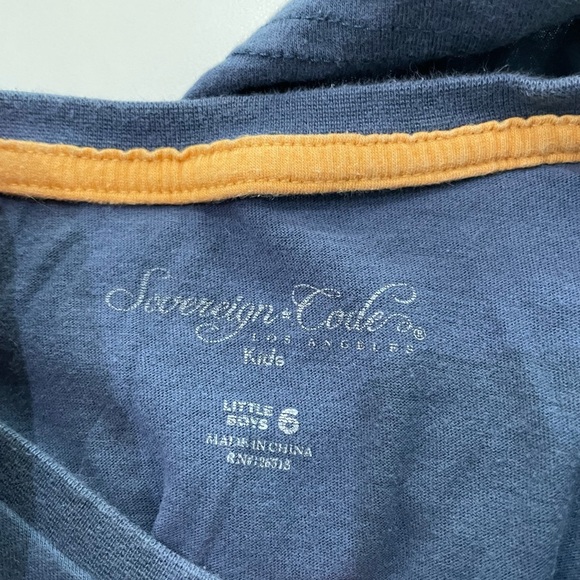 Sovereign Code®
LOS ANGELES
Kids
LITTLE BOYS 6
MADE IN CHINA